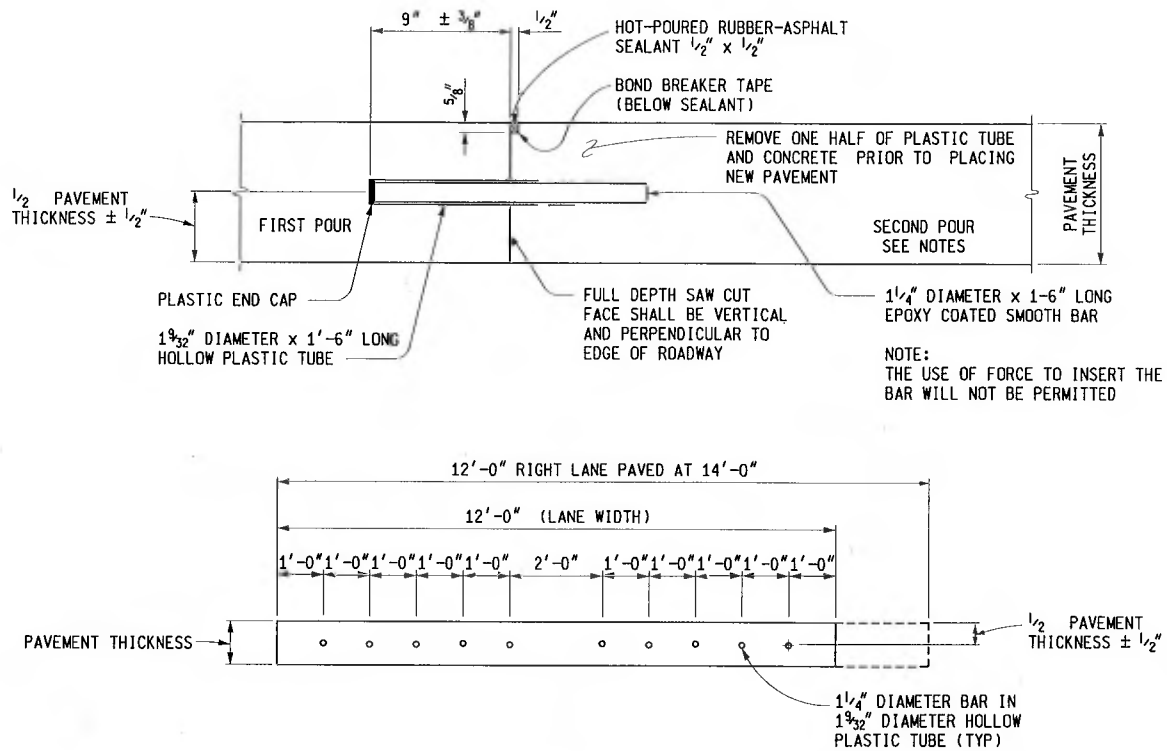 9" ± 3/8"
1/2"
HOT-POURED RUBBER-ASPHALT
SEALANT 1/2" x 1/2"
5/8"
BOND BREAKER TAPE
(BELOW SEALANT)
REMOVE ONE HALF OF PLASTIC TUBE
AND CONCRETE PRIOR TO PLACING
NEW PAVEMENT
1/2 PAVEMENT
THICKNESS ± 1/2"
FIRST POUR
SECOND POUR
SEE NOTES
PAVEMENT
THICKNESS
PLASTIC END CAP
1 9/32" DIAMETER x 1'-6" LONG
HOLLOW PLASTIC TUBE
FULL DEPTH SAW CUT
FACE SHALL BE VERTICAL
AND PERPENDICULAR TO
EDGE OF ROADWAY
1 1/4" DIAMETER x 1-6" LONG
EPOXY COATED SMOOTH BAR
NOTE:
THE USE OF FORCE TO INSERT THE
BAR WILL NOT BE PERMITTED
12'-0" RIGHT LANE PAVED AT 14'-0"
12'-0" (LANE WIDTH)
1'-0" 1'-0" 1'-0" 1'-0" 1'-0" 2'-0" 1'-0" 1'-0" 1'-0" 1'-0" 1'-0"
PAVEMENT THICKNESS
1/2 PAVEMENT
THICKNESS ± 1/2"
1 1/4" DIAMETER BAR IN
1 9/32" DIAMETER HOLLOW
PLASTIC TUBE (TYP)